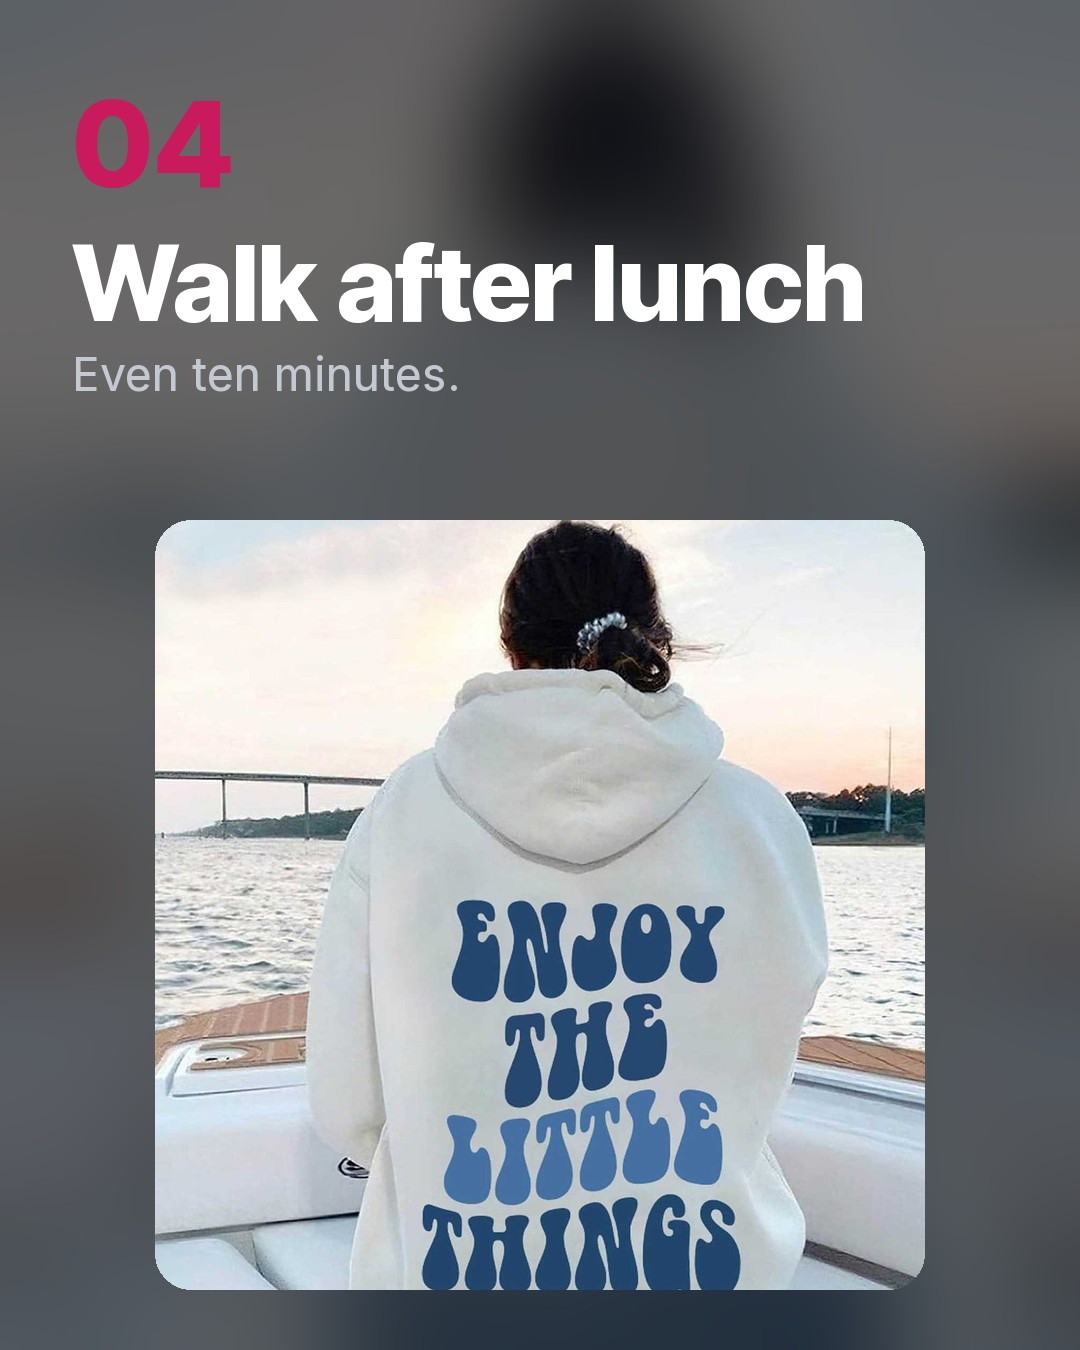 04
Walk after lunch
Even ten minutes.
ENJOY
THE
LITTLE
THINGS